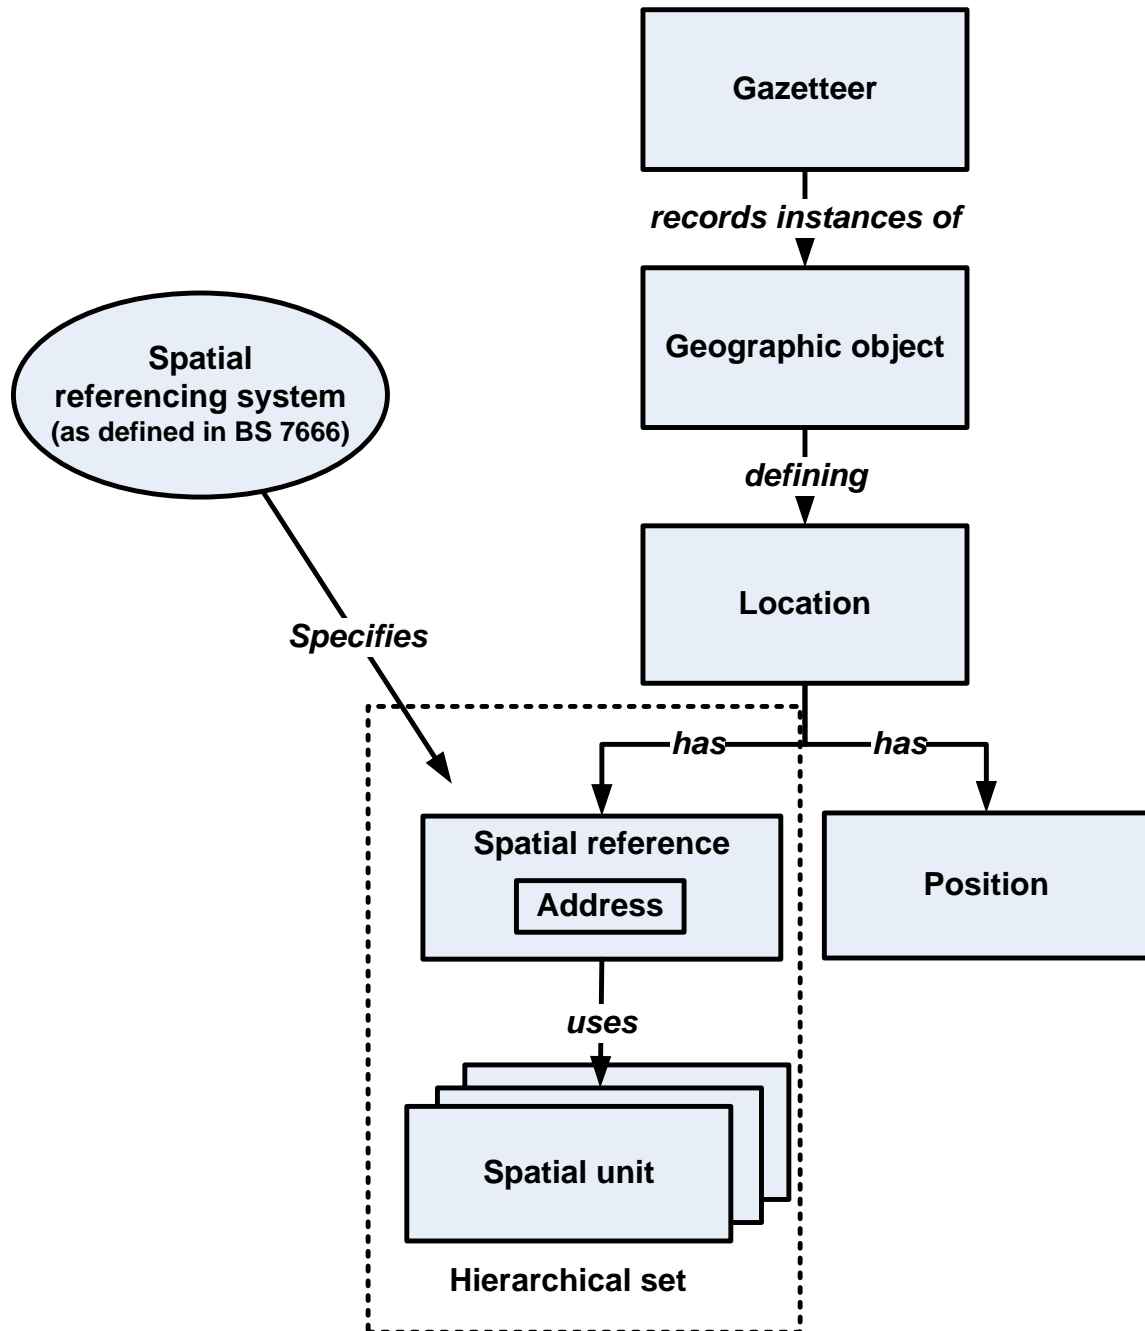 Gazetteer
records instances of
Geographic object
Spatial
referencing system
(as defined in BS 7666)
defining
Location
Specifies
has
has
Spatial reference
Address
Position
uses
Spatial unit
Hierarchical set